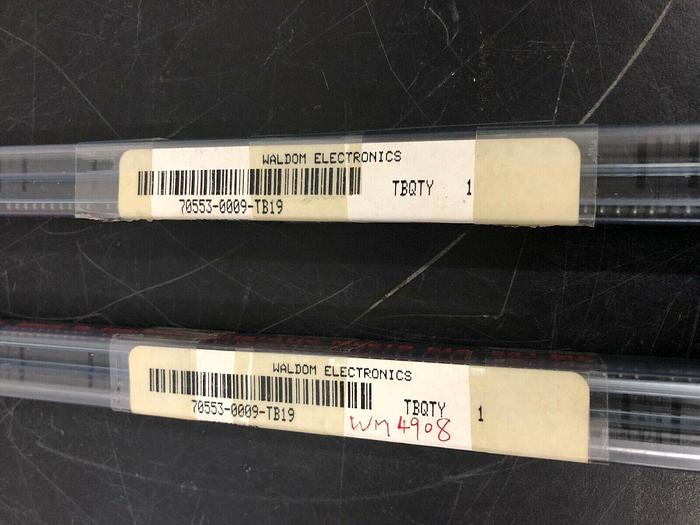 WALDOM ELECTRONICS
TBQTY 1
70553-0009-TB19
WALDOM ELECTRONICS
TBQTY 1
70553-0009-TB19
WM 4908